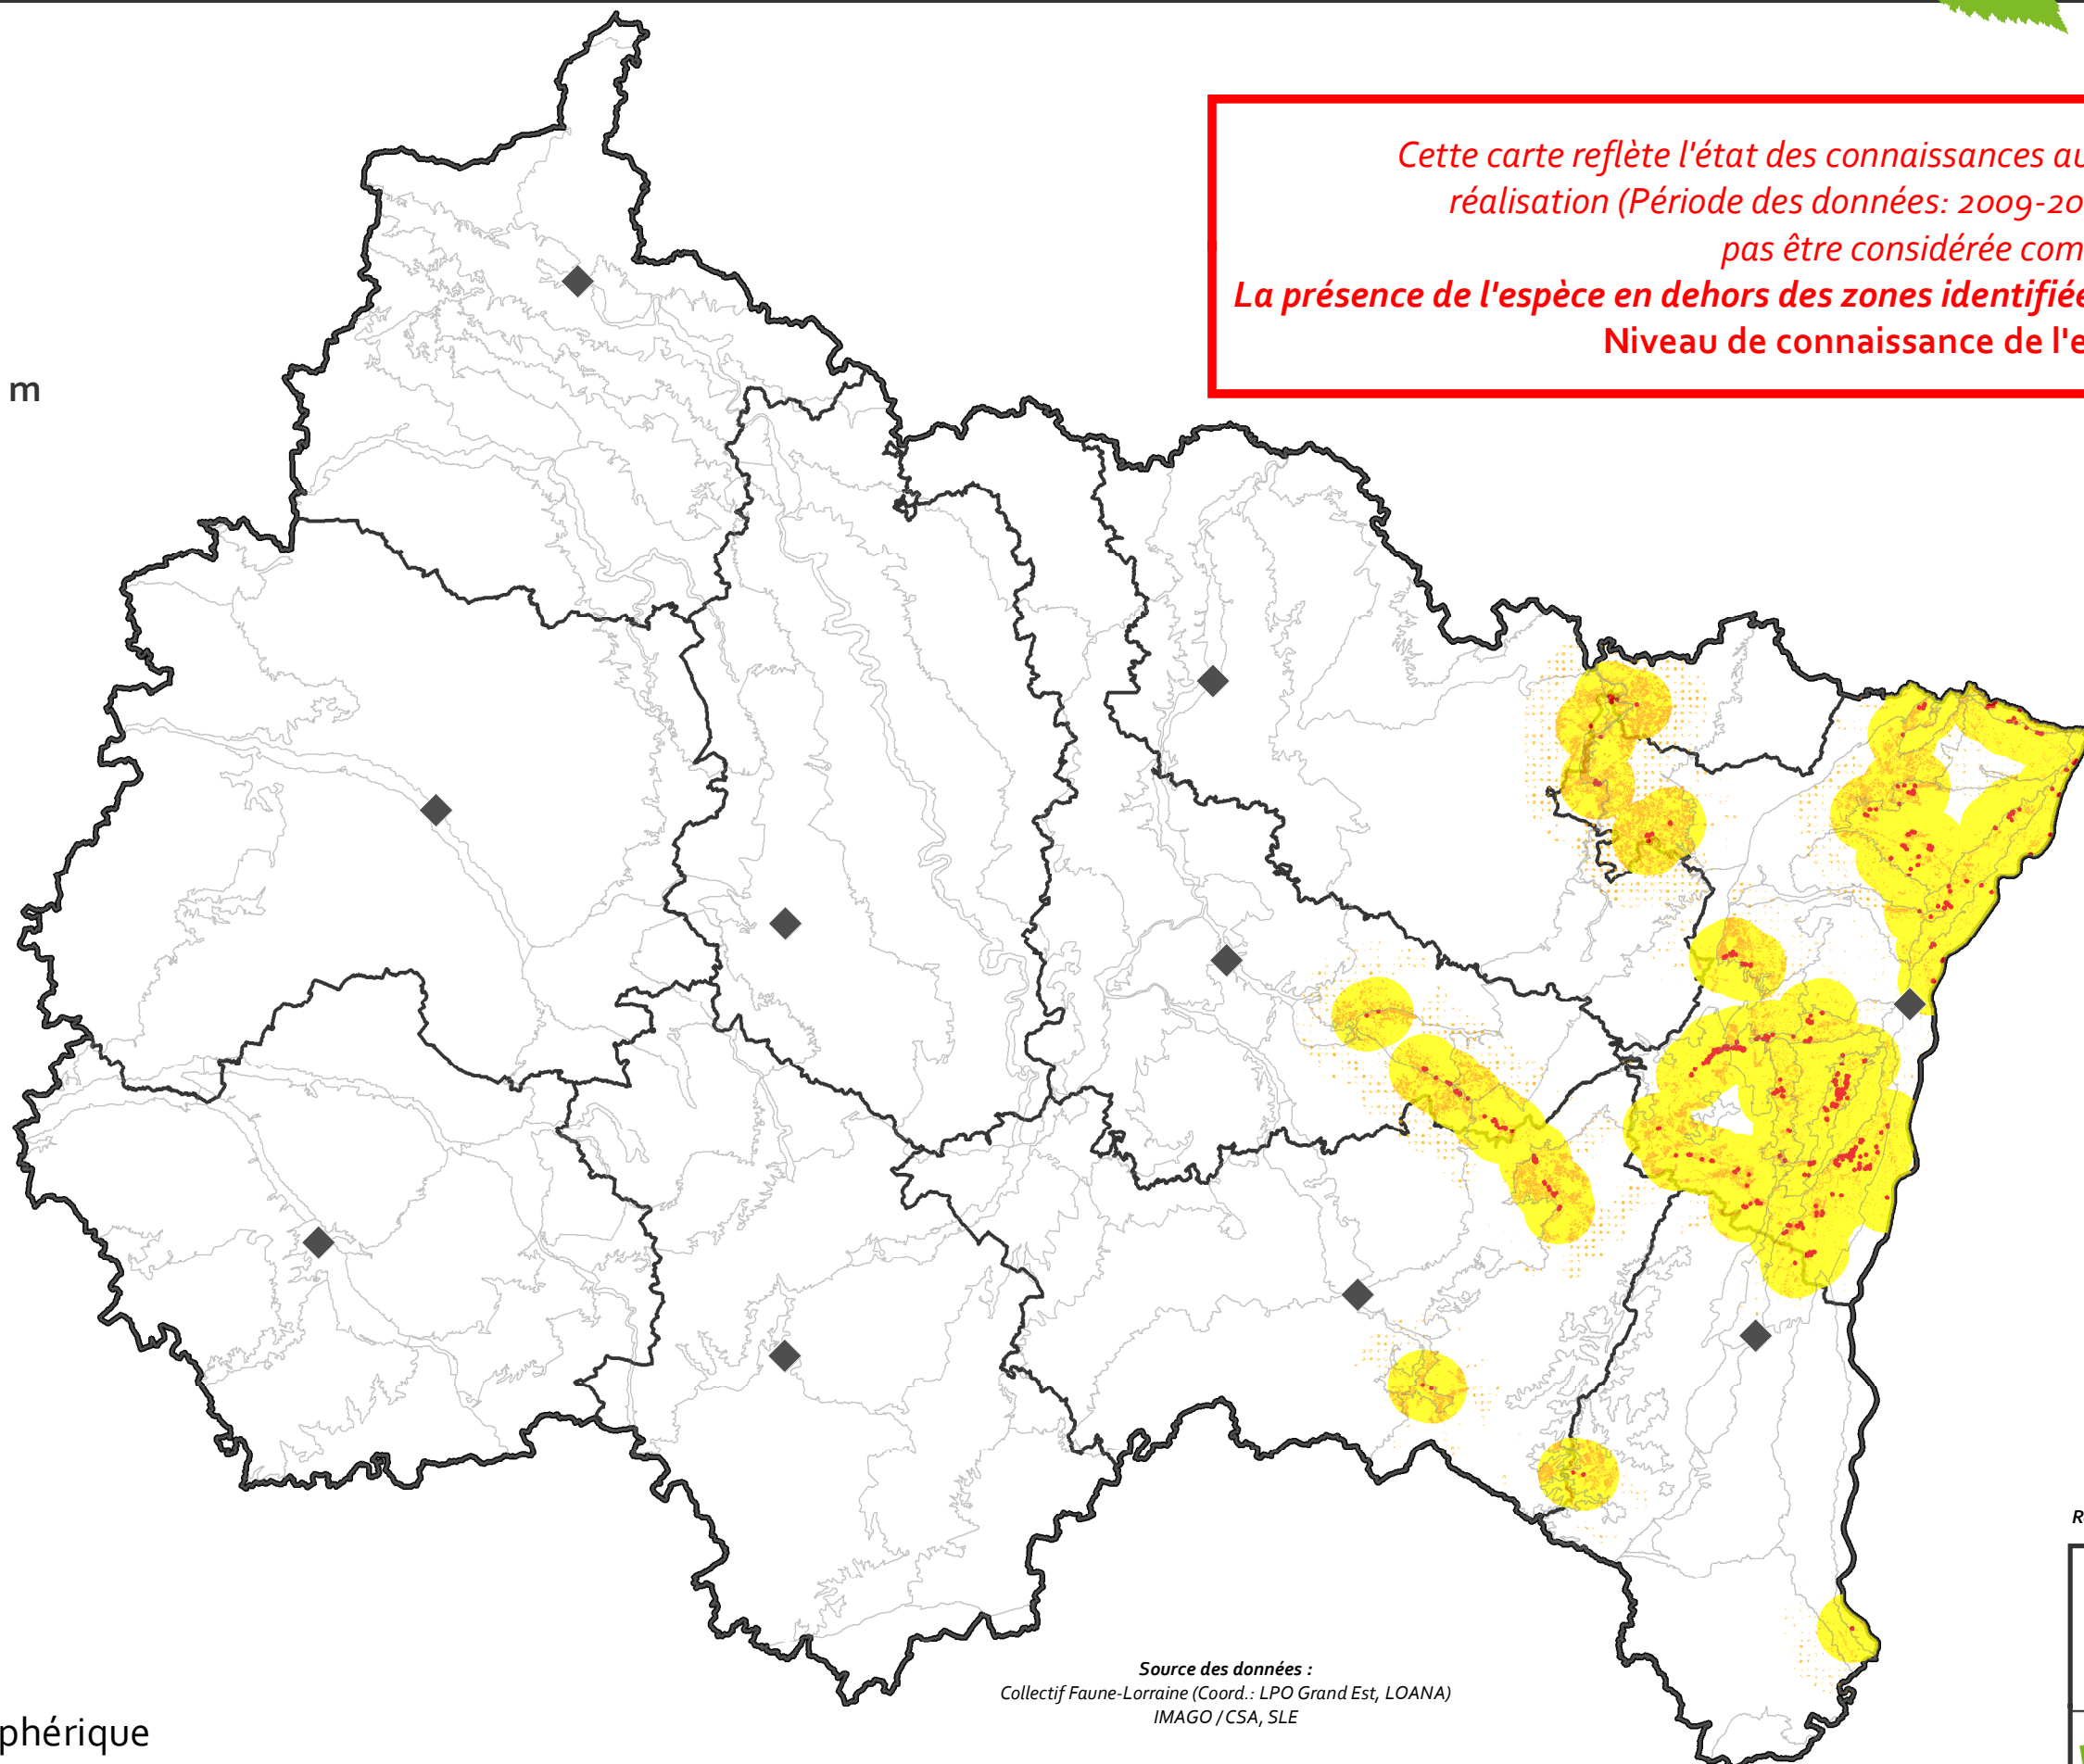 Cette carte reflète l'état des connaissances au
réalisation (Période des données: 2009-20
pas être considérée com
La présence de l'espèce en dehors des zones identifiée
Niveau de connaissance de l'e
m
R
Source des données :
Collectif Faune-Lorraine (Coord.: LPO Grand Est, LOANA)
IMAGO / CSA, SLE
phérique